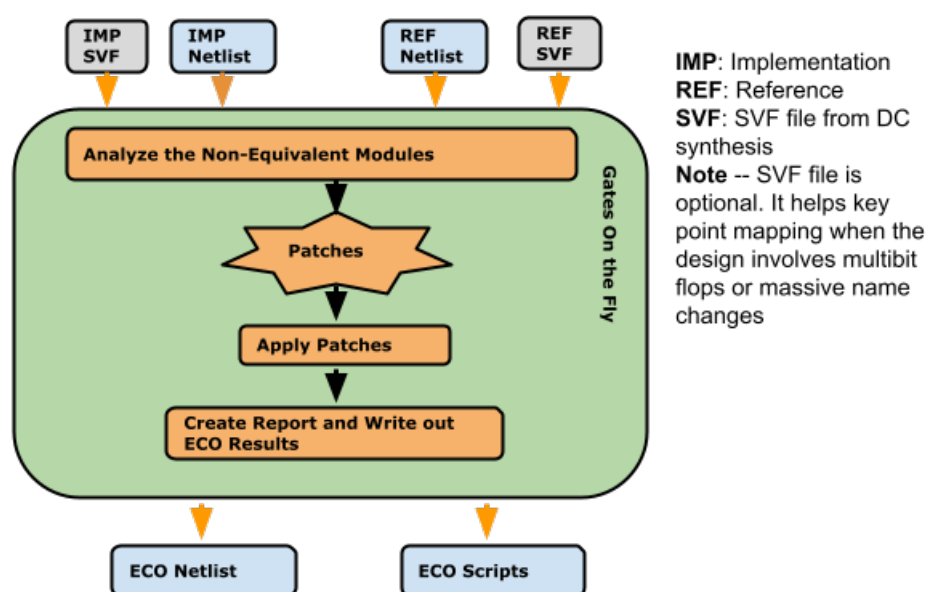 IMP
SVF
IMP
Netlist
REF
Netlist
REF
SVF
Analyze the Non-Equivalent Modules
Patches
Apply Patches
Create Report and Write out
ECO Results
Gates On the Fly
ECO Netlist
ECO Scripts
IMP: Implementation
REF: Reference
SVF: SVF file from DC
synthesis
Note -- SVF file is
optional. It helps key
point mapping when the
design involves multibit
flops or massive name
changes